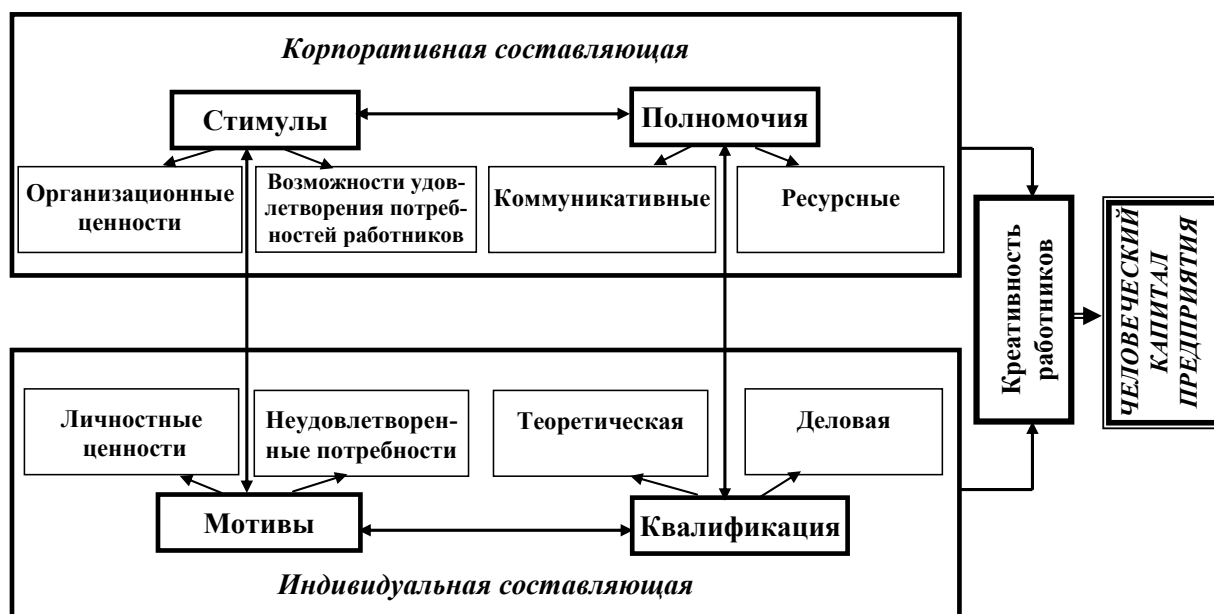 Корпоративная составляющая
Стимулы
Полномочия
Организационные
ценности
Возможности удов-
летворения потреб-
ностей работников
Коммуникативные
Ресурсные
Креативность
работников
ЧЕЛОВЕЧЕСКИЙ
КАПИТАЛ
ПРЕДПРИЯТИЯ
Личностные
ценности
Неудовлетворен-
ные потребности
Теоретическая
Деловая
Мотивы
Квалификация
Индивидуальная составляющая